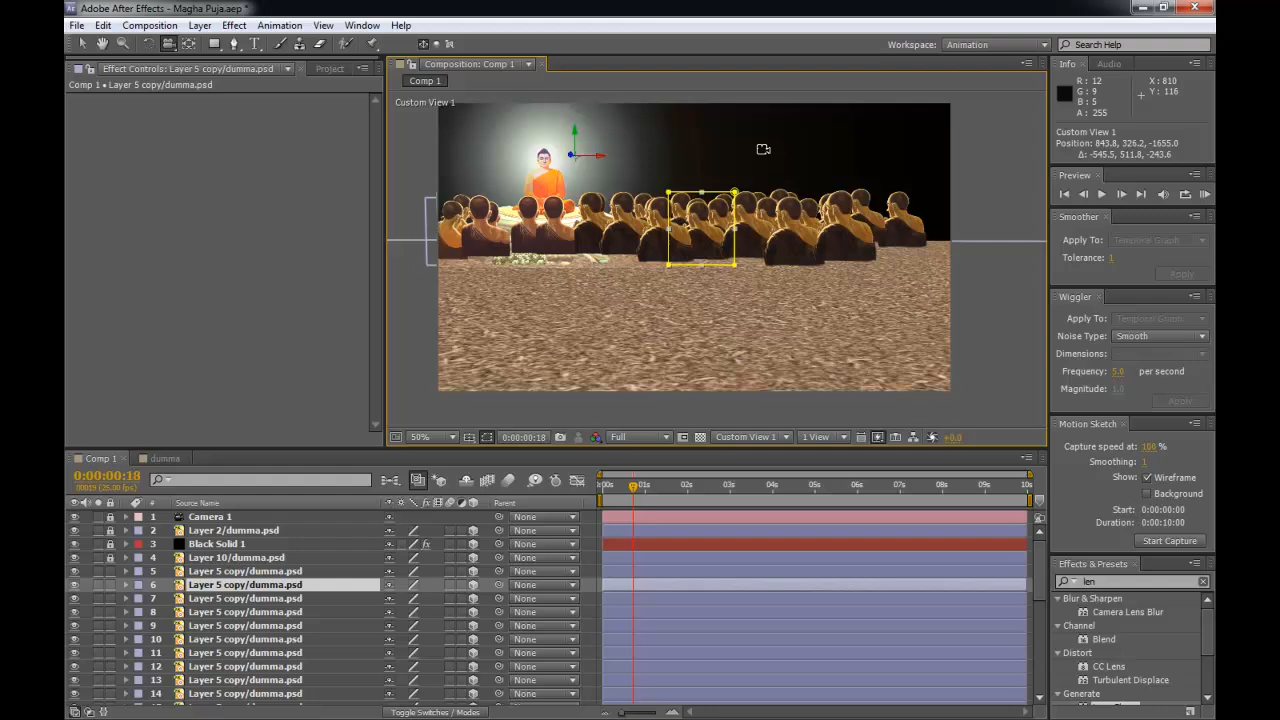 Adobe After Effects - Magha Puja.aep *
File Edit Composition Layer Effect Animation View Window Help
Workspace: Animation Search Help
Effect Controls: Layer 5 copy/dumma.psd Project
Comp 1 • Layer 5 copy/dumma.psd
Composition: Comp 1
Comp 1
Custom View 1
50% 0:00:00:18 Full Custom View 1 1 View +0.0
Info Audio
R: 12
G: 9
B: 5
A: 255
X: 810
Y: 116
Custom View 1
Position: 843.8, 326.2, -1655.0
Δ: -545.5, 511.8, -243.6
Preview
Smoother
Apply To: Temporal Graph
Tolerance: 1
Apply
Wiggler
Apply To: Temporal Graph
Noise Type: Smooth
Dimensions:
Frequency: 5.0 per second
Magnitude: 1.0
Apply
Motion Sketch
Capture speed at: 100 %
Smoothing: 1
Show: Wireframe
Background
Start: 0:00:00:00
Duration: 0:00:10:00
Start Capture
Effects & Presets
len
Blur & Sharpen
Camera Lens Blur
Channel
Blend
Distort
CC Lens
Turbulent Displace
Generate
Comp 1 dumma
0:00:00:18
00019 (25.00 fps)
# Source Name Parent
:00s 01s 02s 03s 04s 05s 06s 07s 08s 09s 10s
1 Camera 1 None
2 Layer 2/dumma.psd None
3 Black Solid 1 None
4 Layer 10/dumma.psd None
5 Layer 5 copy/dumma.psd None
6 Layer 5 copy/dumma.psd None
7 Layer 5 copy/dumma.psd None
8 Layer 5 copy/dumma.psd None
9 Layer 5 copy/dumma.psd None
10 Layer 5 copy/dumma.psd None
11 Layer 5 copy/dumma.psd None
12 Layer 5 copy/dumma.psd None
13 Layer 5 copy/dumma.psd None
14 Layer 5 copy/dumma.psd None
Toggle Switches / Modes